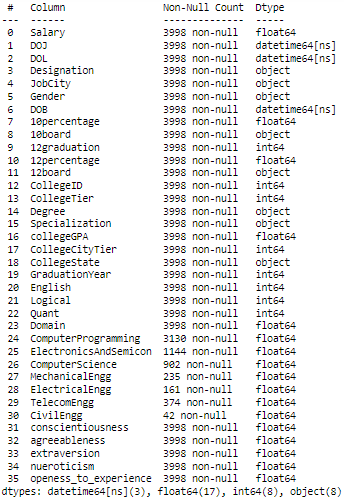 #   Column                 Non-Null Count  Dtype
---  ------                 --------------  -----
0   Salary                 3998 non-null   float64
1   DOJ                    3998 non-null   datetime64[ns]
2   DOL                    3998 non-null   datetime64[ns]
3   Designation            3998 non-null   object
4   JobCity                3998 non-null   object
5   Gender                 3998 non-null   object
6   DOB                    3998 non-null   datetime64[ns]
7   10percentage           3998 non-null   float64
8   10board                3998 non-null   object
9   12graduation           3998 non-null   int64
10  12percentage           3998 non-null   float64
11  12board                3998 non-null   object
12  CollegeID              3998 non-null   int64
13  CollegeTier            3998 non-null   int64
14  Degree                 3998 non-null   object
15  Specialization         3998 non-null   object
16  collegeGPA             3998 non-null   float64
17  CollegeCityTier        3998 non-null   int64
18  CollegeState           3998 non-null   object
19  GraduationYear         3998 non-null   int64
20  English                3998 non-null   int64
21  Logical                3998 non-null   int64
22  Quant                  3998 non-null   int64
23  Domain                 3998 non-null   float64
24  ComputerProgramming    3130 non-null   float64
25  ElectronicsAndSemicon  1144 non-null   float64
26  ComputerScience        902 non-null    float64
27  MechanicalEngg         235 non-null    float64
28  ElectricalEngg         161 non-null    float64
29  TelecomEngg            374 non-null    float64
30  CivilEngg              42 non-null     float64
31  conscientiousness      3998 non-null   float64
32  agreeableness          3998 non-null   float64
33  extraversion           3998 non-null   float64
34  nueroticism            3998 non-null   float64
35  openess_to_experience  3998 non-null   float64
dtypes: datetime64[ns](3), float64(17), int64(8), object(8)